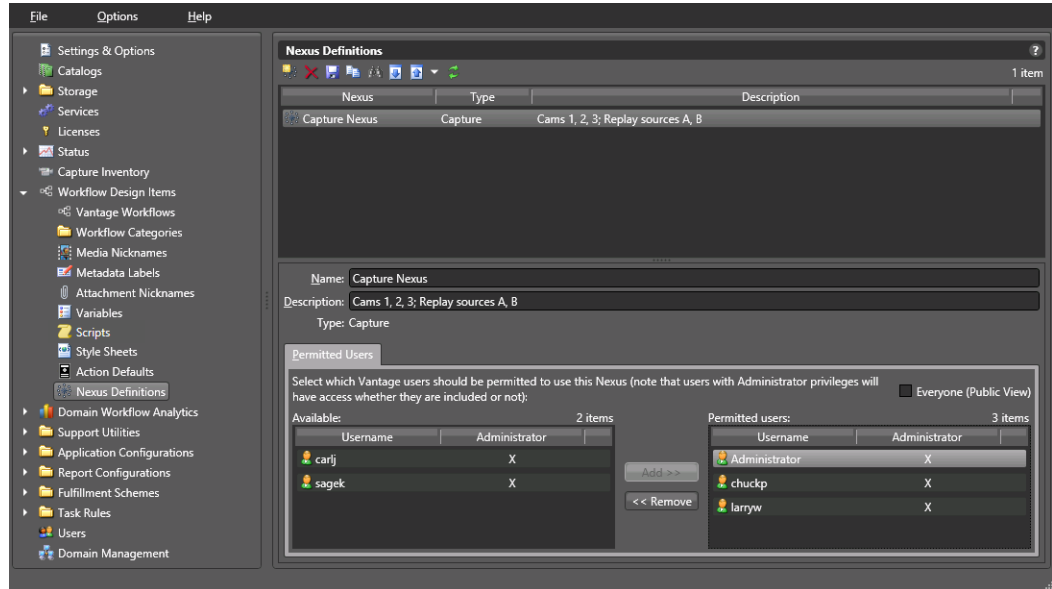 File Options Help
Settings & Options
Catalogs
Storage
Services
Licenses
Status
Capture Inventory
Workflow Design Items
Vantage Workflows
Workflow Categories
Media Nicknames
Metadata Labels
Attachment Nicknames
Variables
Scripts
Style Sheets
Action Defaults
Nexus Definitions
Domain Workflow Analytics
Support Utilities
Application Configurations
Report Configurations
Fulfillment Schemes
Task Rules
Users
Domain Management
Nexus Definitions ?
1 item
Nexus Type Description
Capture Nexus Capture Cams 1, 2, 3; Replay sources A, B
Name: Capture Nexus
Description: Cams 1, 2, 3; Replay sources A, B
Type: Capture
Permitted Users
Select which Vantage users should be permitted to use this Nexus (note that users with Administrator privileges will
have access whether they are included or not):
Everyone (Public View)
Available: 2 items
Username Administrator
carlj X
sagek X
Add >>
<< Remove
Permitted users: 3 items
Username Administrator
Administrator X
chuckp X
larryw X